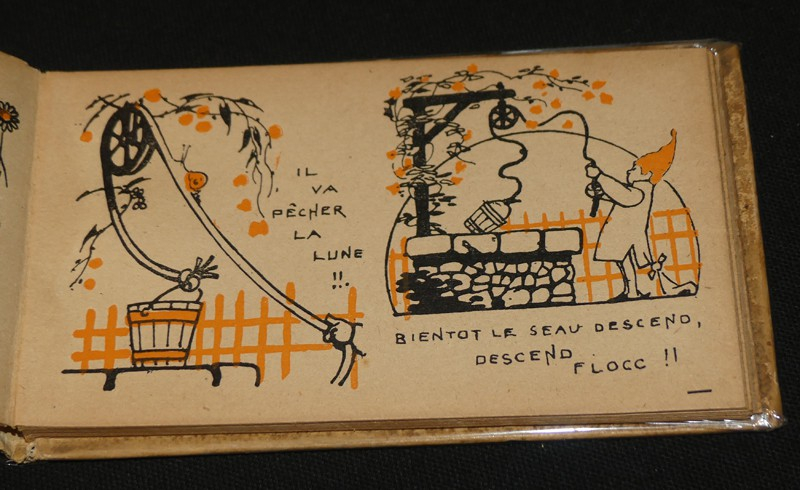 IL
VA
PÊCHER
LA
LUNE
!!.
BIENTOT LE SEAU DESCEND,
DESCEND
FLOCC !!